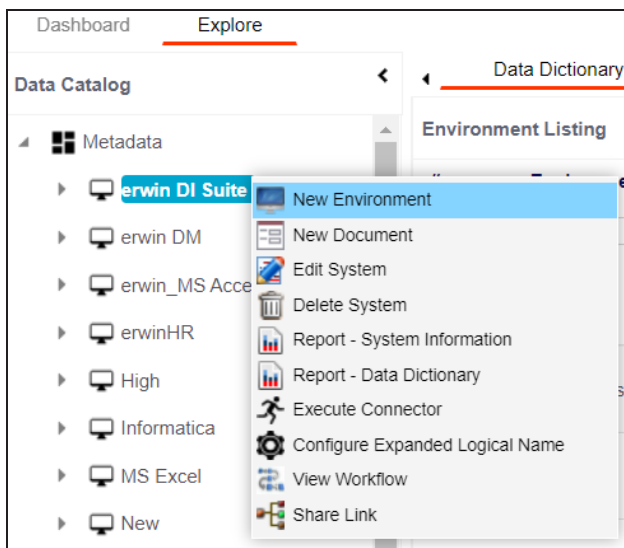 Dashboard Explore
Data Catalog
Data Dictionary
Environment Listing
Metadata
erwin DI Suite
New Environment
New Document
erwin DM
Edit System
erwin_MS Acce
Delete System
erwinHR
Report - System Information
High
Report - Data Dictionary
Execute Connector
Informatica
Configure Expanded Logical Name
MS Excel
View Workflow
New
Share Link